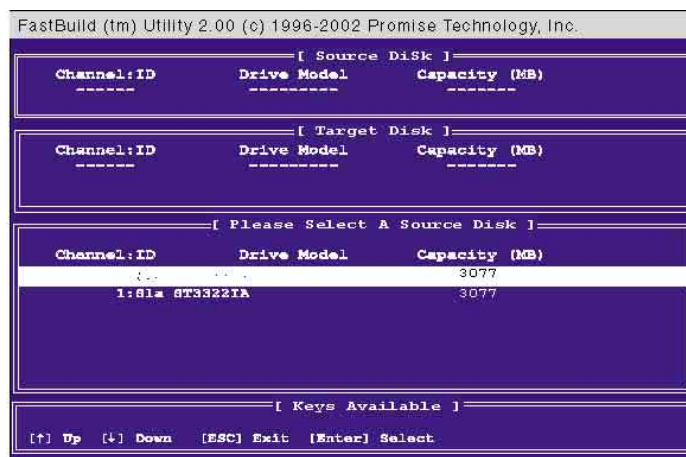 FastBuild (tm) Utility 2.00 (c) 1996-2002 Promise Technology, Inc.
[ Source DiSk ]
Channel:ID Drive Model Capacity (MB)
[ Target Disk ]
Channel:ID Drive Model Capacity (MB)
[ Please Select A Source Disk ]
Channel:ID Drive Model Capacity (MB)
3077
1:Sla ST3322IA 3077
[ Keys Available ]
[↑] Up [↓] Down [ESC] Exit [Enter] Select